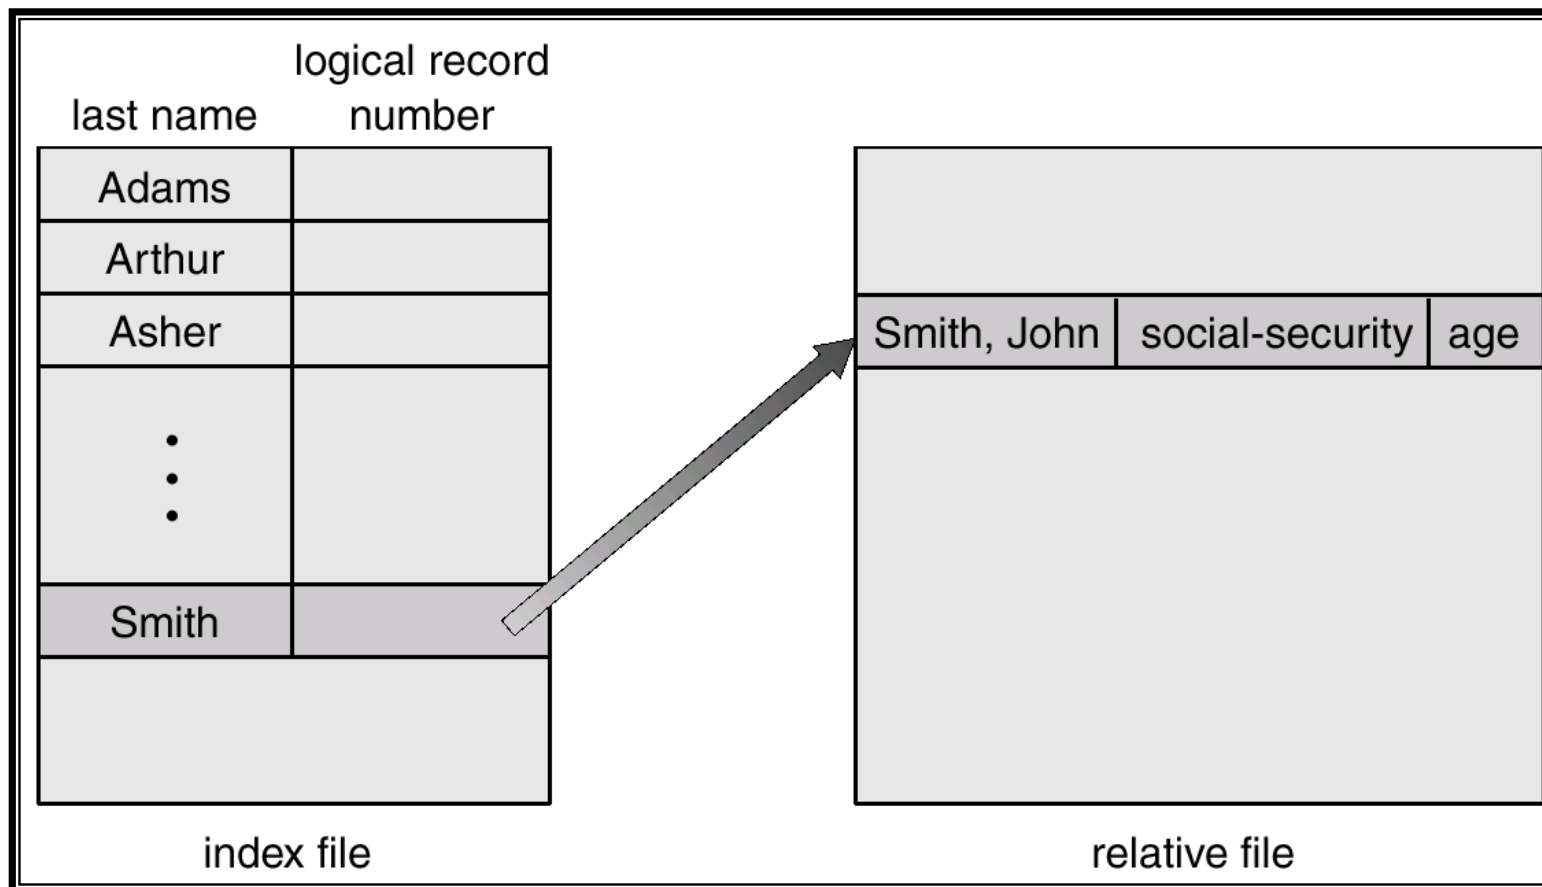 logical record
last name number
Adams
Arthur
Asher
Smith
Smith, John social-security age
index file
relative file